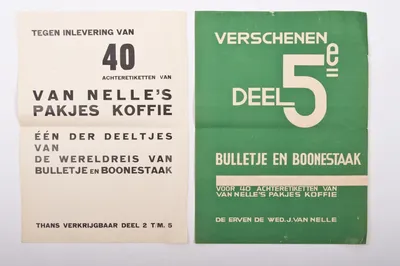 TEGEN INLEVERING VAN
40
ACHTERETIKETTEN VAN
VAN NELLE'S
PAKJES KOFFIE
ÉÉN DER DEELTJES
VAN
DE WERELDREIS VAN
BULLETJE EN BOONESTAAK
THANS VERKRIJGBAAR DEEL 2 T/M. 5
VERSCHENEN
DEEL 5e
BULLETJE EN BOONESTAAK
VOOR 40 ACHTERETIKETTEN VAN
VAN NELLE'S PAKJES KOFFIE
DE ERVEN DE WED. J. VAN NELLE